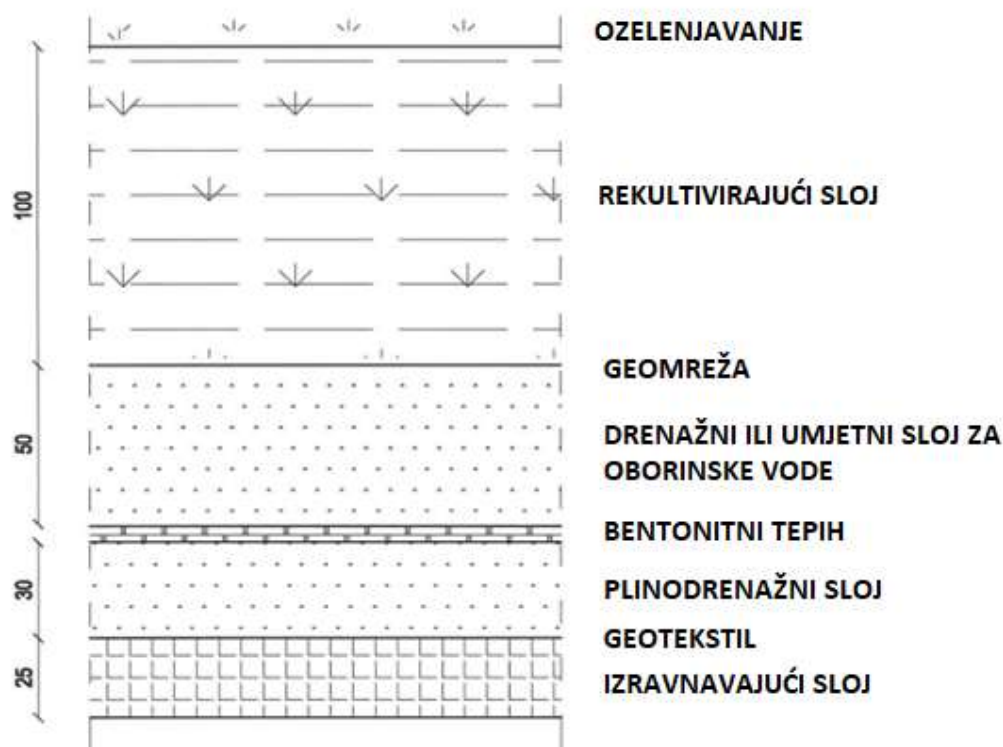 OZELENJAVANJE
100
REKULTIVIRAJUĆI SLOJ
GEOMREŽA
50
DRENAŽNI ILI UMJETNI SLOJ ZA
OBORINSKE VODE
BENTONITNI TEPIH
30
PLINODRENAŽNI SLOJ
GEOTEKSTIL
25
IZRAVNAVAJUĆI SLOJ